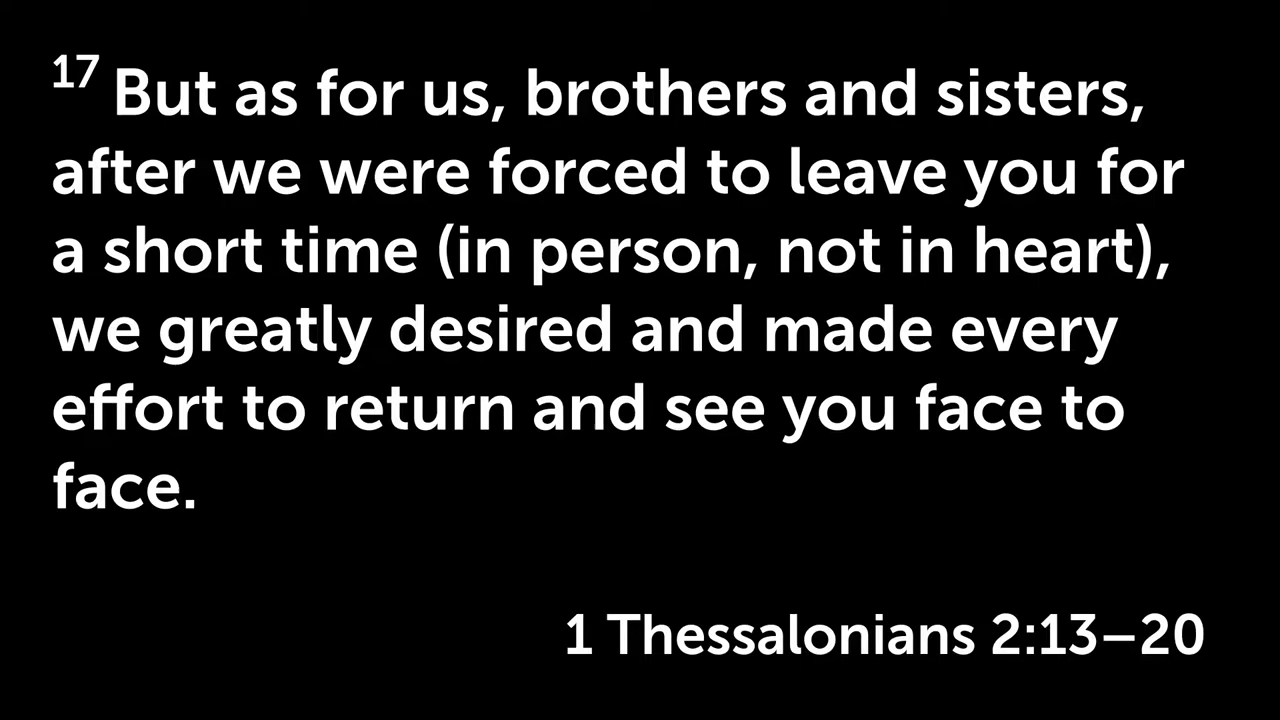 17 But as for us, brothers and sisters,
after we were forced to leave you for
a short time (in person, not in heart),
we greatly desired and made every
effort to return and see you face to
face.
1 Thessalonians 2:13–20